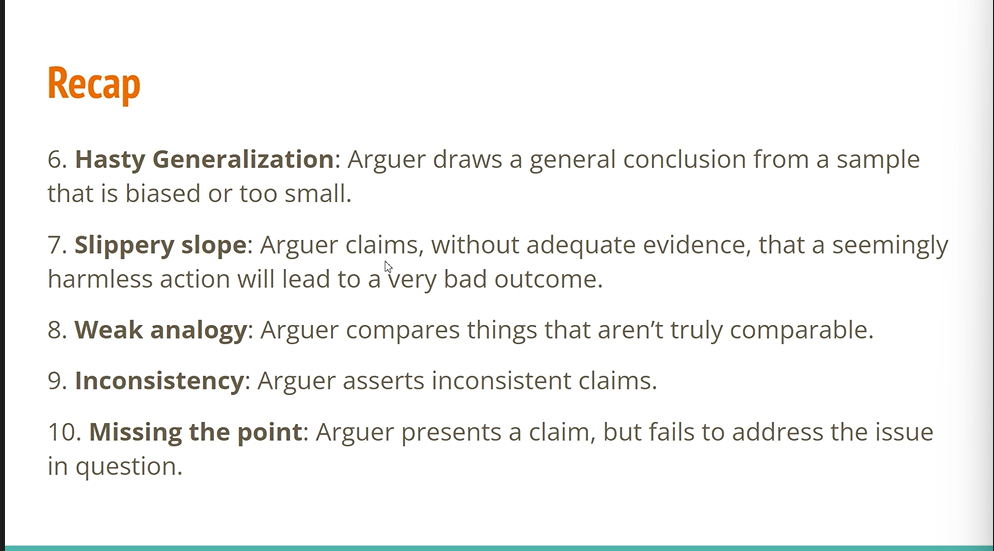 Recap
6. Hasty Generalization: Arguer draws a general conclusion from a sample
that is biased or too small.
7. Slippery slope: Arguer claims, without adequate evidence, that a seemingly
harmless action will lead to a very bad outcome.
8. Weak analogy: Arguer compares things that aren’t truly comparable.
9. Inconsistency: Arguer asserts inconsistent claims.
10. Missing the point: Arguer presents a claim, but fails to address the issue
in question.